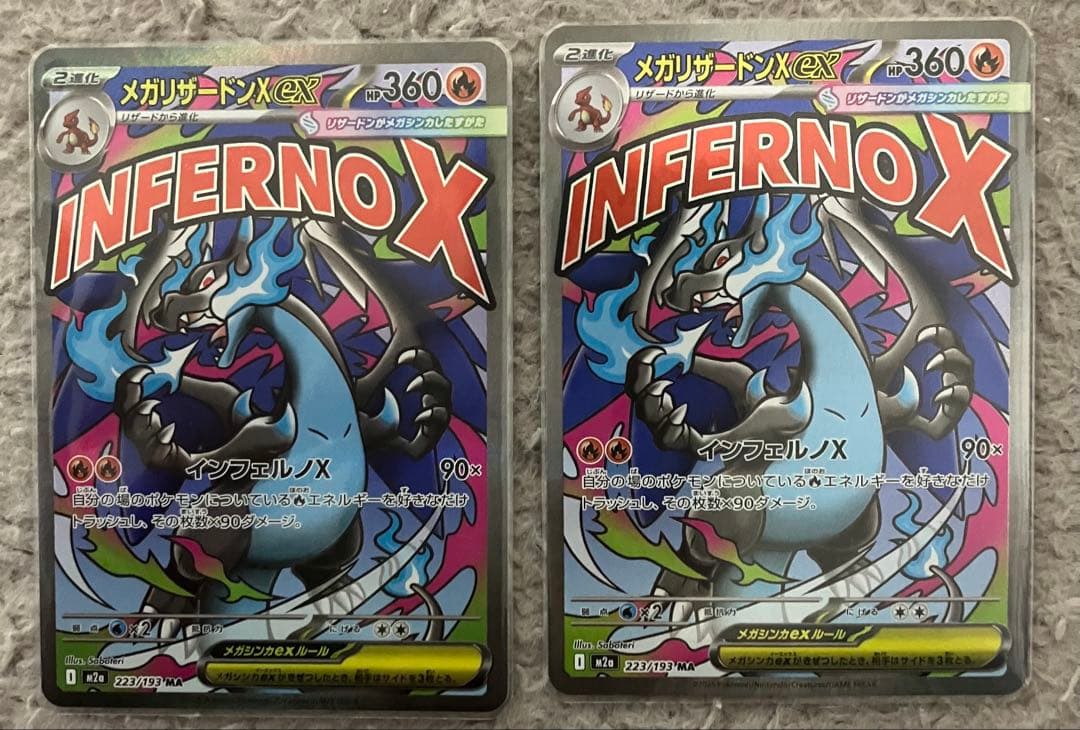 2進化
メガリザードンXex
HP360
リザードから進化
リザードンがメガシンカしたすがた
INFERNO X
インフェルノX
90×
自分の場のポケモンについている エネルギーを好きなだけ
トラッシュし、その枚数×90ダメージ。
弱点
×2
抵抗力
にげる
メガシンカexルール
メガシンカexがきぜつしたとき、相手はサイドを3枚とる。
Illus. Saboteri
I
M2a
223/193 MA
2進化
メガリザードンXex
HP360
リザードから進化
リザードンがメガシンカしたすがた
INFERNO X
インフェルノX
90×
自分の場のポケモンについている エネルギーを好きなだけ
トラッシュし、その枚数×90ダメージ。
弱点
×2
抵抗力
にげる
メガシンカexルール
メガシンカexがきぜつしたとき、相手はサイドを3枚とる。
Illus. Saboteri
I
M2a
223/193 MA